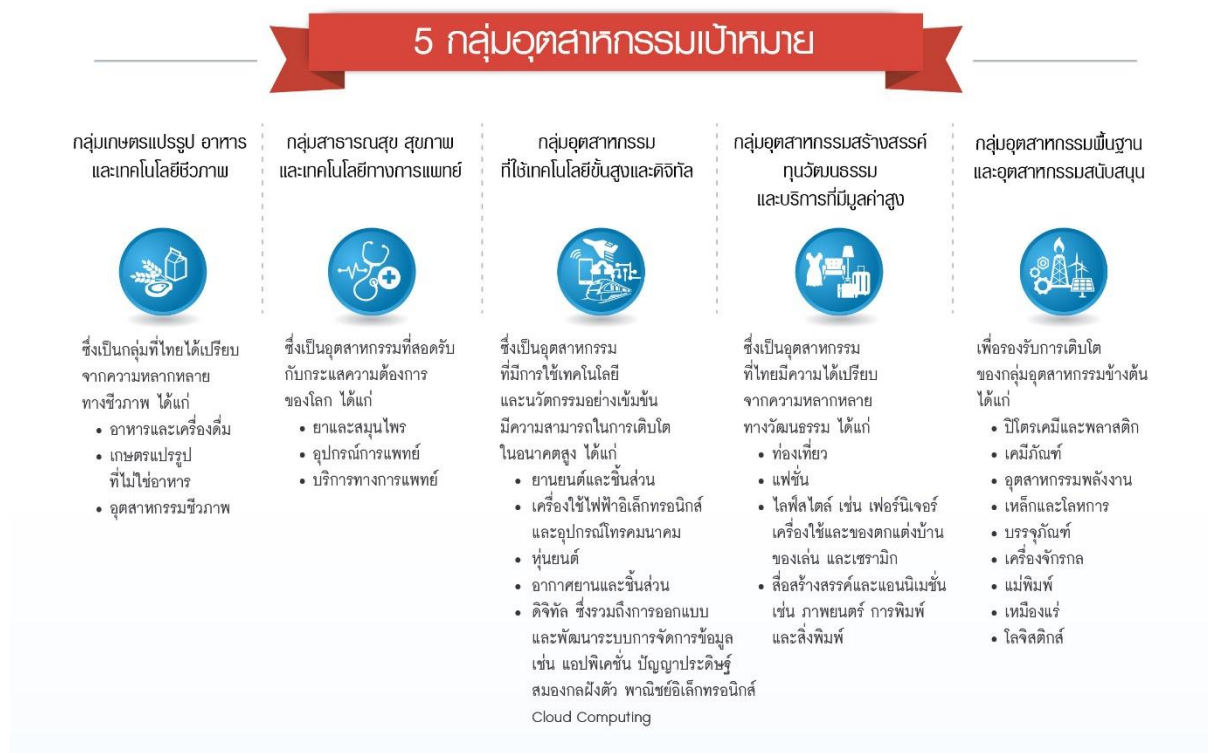 5 กลุ่มอุตสาหกรรมเป้าหมาย
กลุ่มเกษตรแปรรูป อาหาร
และเทคโนโลยีชีวภาพ
ซึ่งเป็นกลุ่มที่ไทยได้เปรียบ
จากความหลากหลาย
ทางชีวภาพ ได้แก่
• อาหารและเครื่องดื่ม
• เกษตรแปรรูป
ที่ไม่ใช่อาหาร
• อุตสาหกรรมชีวภาพ
กลุ่มสาธารณสุข สุขภาพ
และเทคโนโลยีทางการแพทย์
ซึ่งเป็นอุตสาหกรรมที่สอดรับ
กับกระแสความต้องการ
ของโลก ได้แก่
• ยาและสมุนไพร
• อุปกรณ์การแพทย์
• บริการทางการแพทย์
กลุ่มอุตสาหกรรม
ที่ใช้เทคโนโลยีขั้นสูงและดิจิทัล
ซึ่งเป็นอุตสาหกรรม
ที่มีการใช้เทคโนโลยี
และนวัตกรรมอย่างเข้มข้น
มีความสามารถในการเติบโต
ในอนาคตสูง ได้แก่
• ยานยนต์และชิ้นส่วน
• เครื่องใช้ไฟฟ้าอิเล็กทรอนิกส์
และอุปกรณ์โทรคมนาคม
• หุ่นยนต์
• อากาศยานและชิ้นส่วน
• ดิจิทัล ซึ่งรวมถึงการออกแบบ
และพัฒนาระบบการจัดการข้อมูล
เช่น แอปพิเคชั่น ปัญญาประดิษฐ์
สมองกลฝังตัว พาณิชย์อิเล็กทรอนิกส์
Cloud Computing
กลุ่มอุตสาหกรรมสร้างสรรค์
ทุนวัฒนธรรม
และบริการที่มีมูลค่าสูง
ซึ่งเป็นอุตสาหกรรม
ที่ไทยมีความได้เปรียบ
จากความหลากหลาย
ทางวัฒนธรรม ได้แก่
• ท่องเที่ยว
• แฟชั่น
• ไลฟ์สไตล์ เช่น เฟอร์นิเจอร์
เครื่องใช้และของตกแต่งบ้าน
ของเล่น และเซรามิก
• สื่อสร้างสรรค์และแอนนิเมชั่น
เช่น ภาพยนตร์ การพิมพ์
และสิ่งพิมพ์
กลุ่มอุตสาหกรรมพื้นฐาน
และอุตสาหกรรมสนับสนุน
เพื่อรองรับการเติบโต
ของกลุ่มอุตสาหกรรมข้างต้น
ได้แก่
• ปิโตรเคมีและพลาสติก
• เคมีภัณฑ์
• อุตสาหกรรมพลังงาน
• เหล็กและโลหการ
• บรรจุภัณฑ์
• เครื่องจักรกล
• แม่พิมพ์
• เหมืองแร่
• โลจิสติกส์